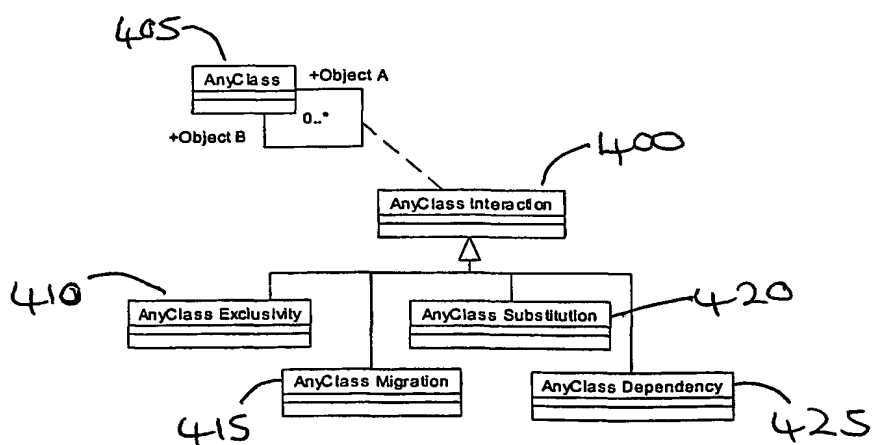 405
AnyClass
+Object A
0..*
+Object B
400
AnyClass Interaction
410
AnyClass Exclusivity
AnyClass Substitution
420
AnyClass Migration
AnyClass Dependency
415
425